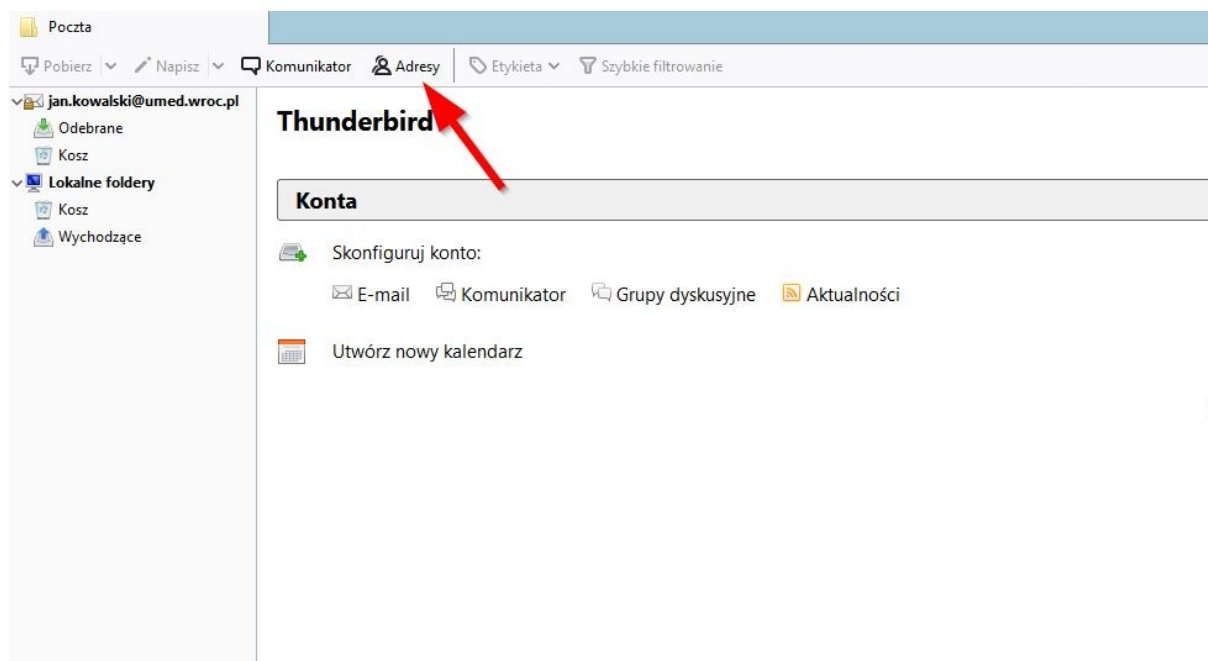 Poczta
Pobierz Napisz Komunikator Adresy Etykieta Szybkie filtrowanie
jan.kowalski@umed.wroc.pl
Odebrane
Kosz
Lokalne foldery
Kosz
Wychodzące
Thunderbird
Konta
Skonfiguruj konto:
E-mail Komunikator Grupy dyskusyjne Aktualności
Utwórz nowy kalendarz